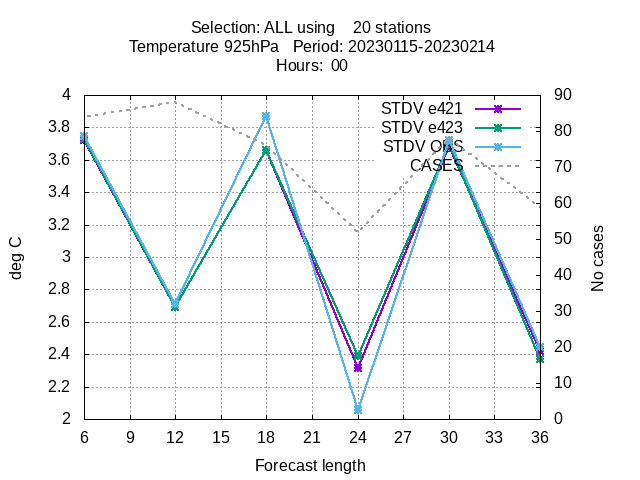 Selection: ALL using    20 stations
Temperature 925hPa   Period: 20230115-20230214
Hours:  00
STDV e421
STDV e423
STDV OBS
CASES
4
3.8
3.6
3.4
3.2
3
2.8
2.6
2.4
2.2
2
90
80
70
60
50
40
30
20
10
0
deg C
No cases
6 9 12 15 18 21 24 27 30 33 36
Forecast length